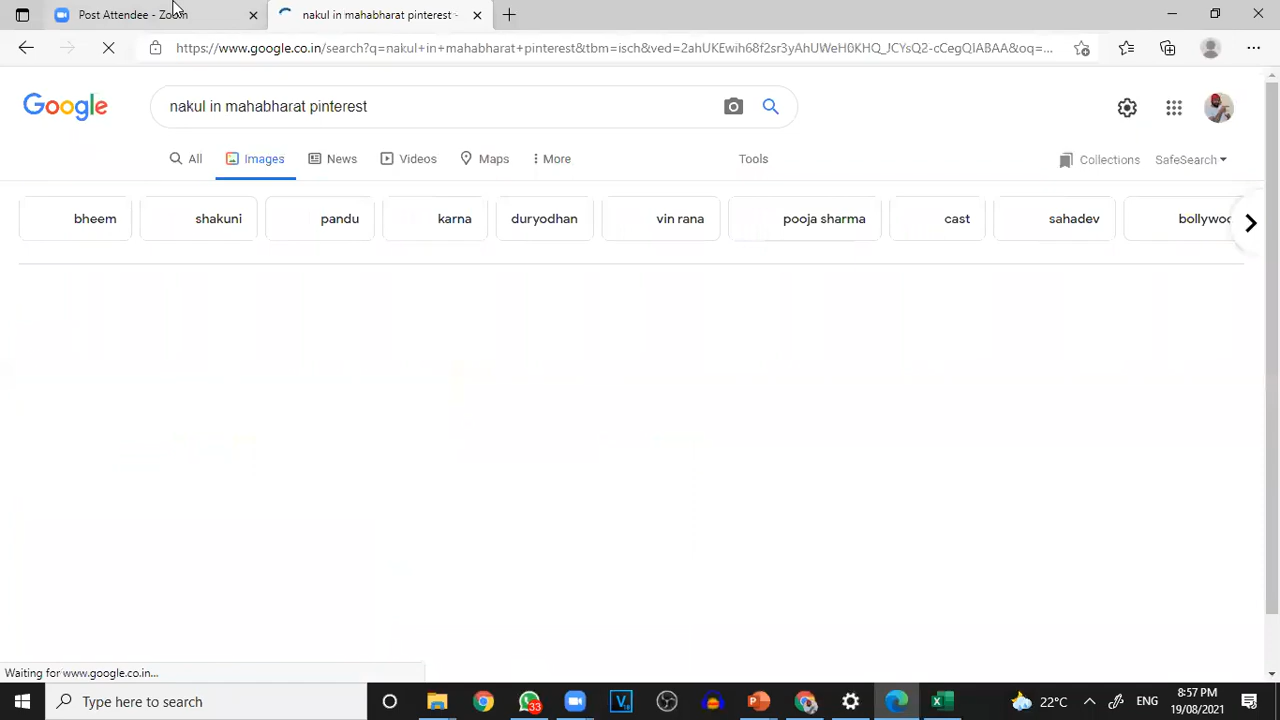 Post Attendee - Zoom
nakul in mahabharat pinterest -
https://www.google.co.in/search?q=nakul+in+mahabharat+pinterest&tbm=isch&ved=2ahUKEwih68f2sr3yAhUWeH0KHQ_JCYsQ2-cCegQIABAA&oq=...
Google
nakul in mahabharat pinterest
All Images News Videos Maps More Tools Collections SafeSearch
bheem shakuni pandu karna duryodhan vin rana pooja sharma cast sahadev bollywoo
Waiting for www.google.co.in...
Type here to search 33 22°C ENG 8:57 PM
19/08/2021